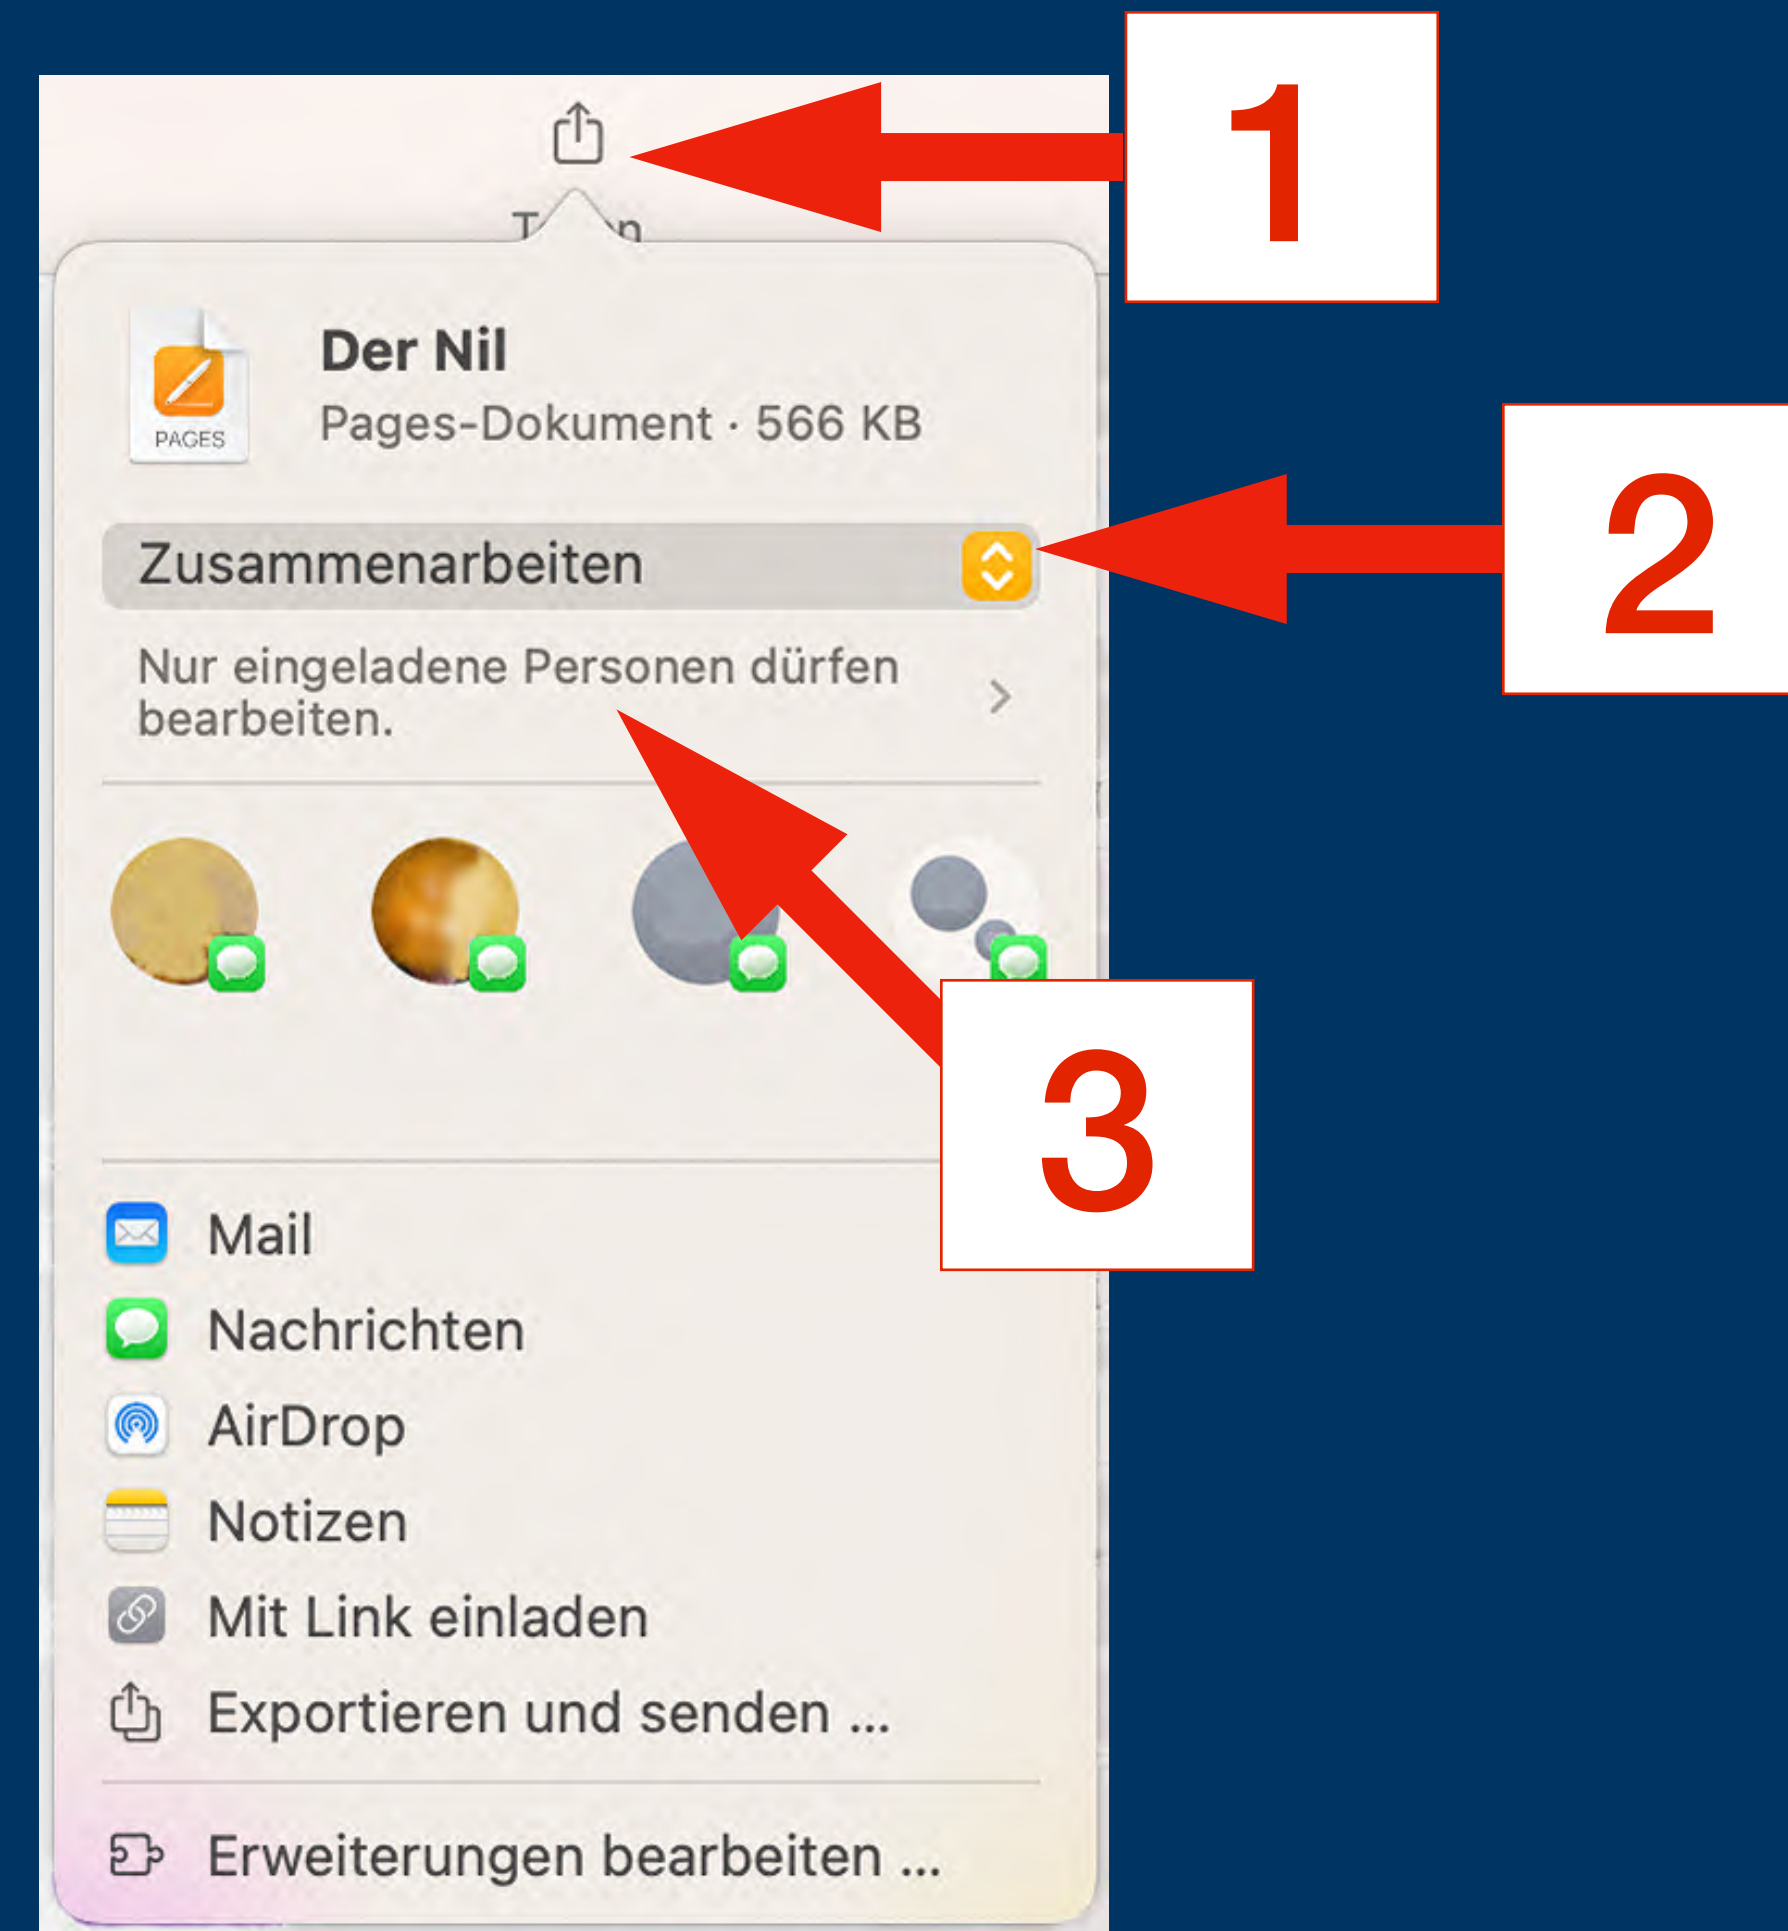 1
Der Nil
PAGES
Pages-Dokument · 566 KB
2
Zusammenarbeiten
Nur eingeladene Personen dürfen
bearbeiten.
3
Mail
Nachrichten
AirDrop
Notizen
Mit Link einladen
Exportieren und senden ...
Erweiterungen bearbeiten ...